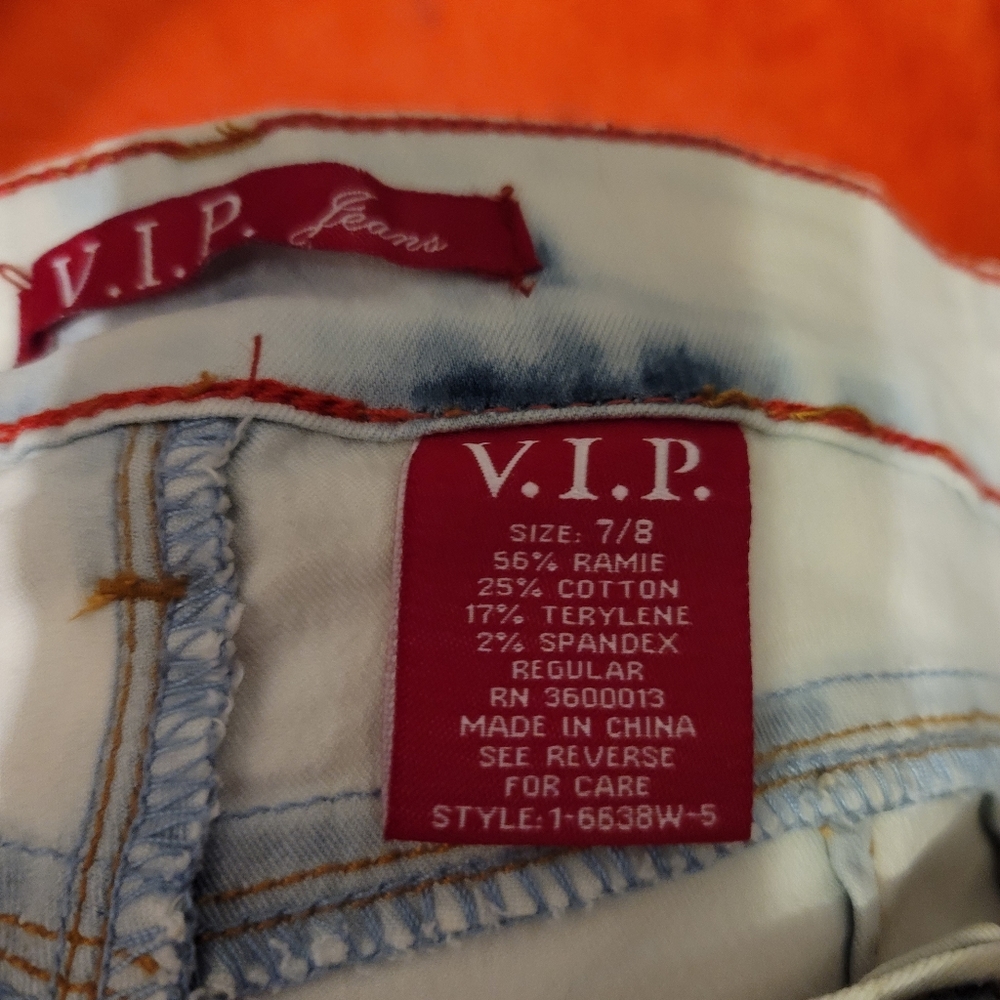 V.I.P. Jeans
V.I.P.
SIZE: 7/8
56% RAMIE
25% COTTON
17% TERYLENE
2% SPANDEX
REGULAR
RN 3600013
MADE IN CHINA
SEE REVERSE
FOR CARE
STYLE:1-6638W-5